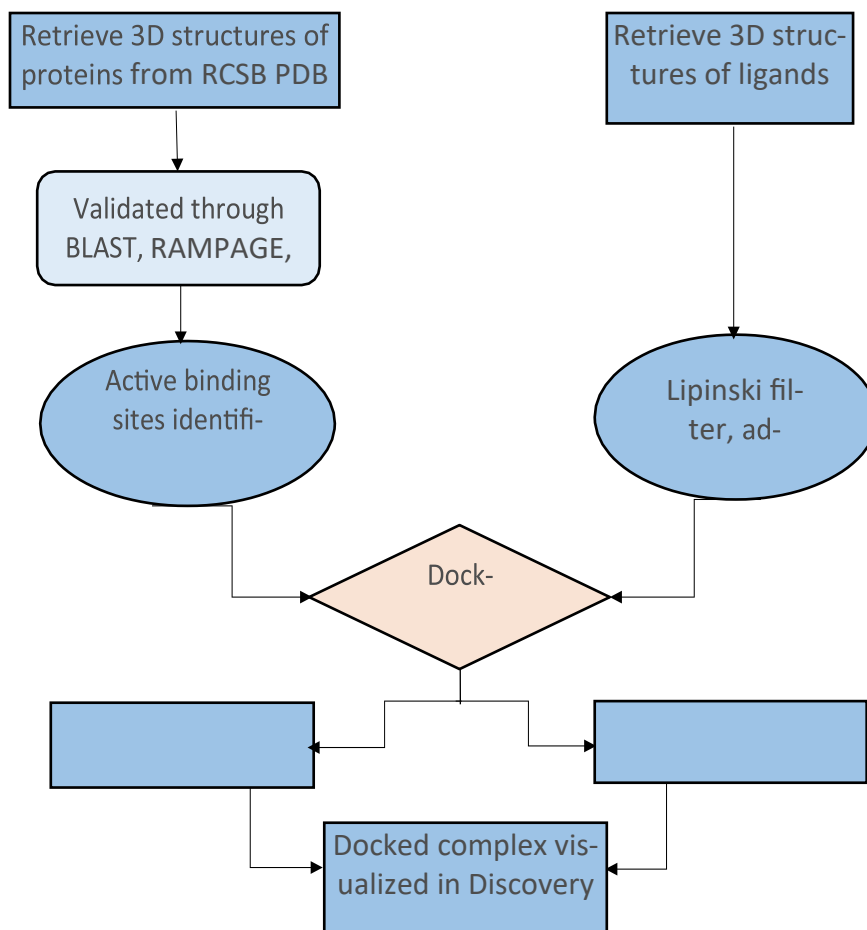 Retrieve 3D structures of
proteins from RCSB PDB
Retrieve 3D struc-
tures of ligands
Validated through
BLAST, RAMPAGE,
Active binding
sites identifi-
Lipinski fil-
ter, ad-
Dock-
Docked complex vis-
ualized in Discovery